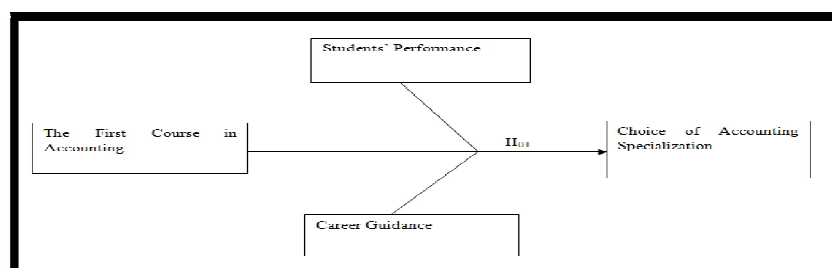 Students' Performance
The First Course in
Accounting
H01
Choice of Accounting
Specialization
Career Guidance